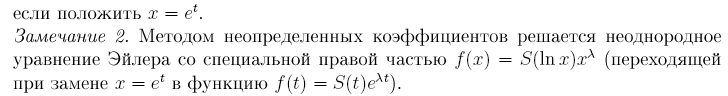 если положить x = e^t.
Замечание 2. Методом неопределенных коэффициентов решается неоднородное
уравнение Эйлера со специальной правой частью f(x) = S(ln x)x^λ (переходящей
при замене x = e^t в функцию f(t) = S(t)e^{λt}).